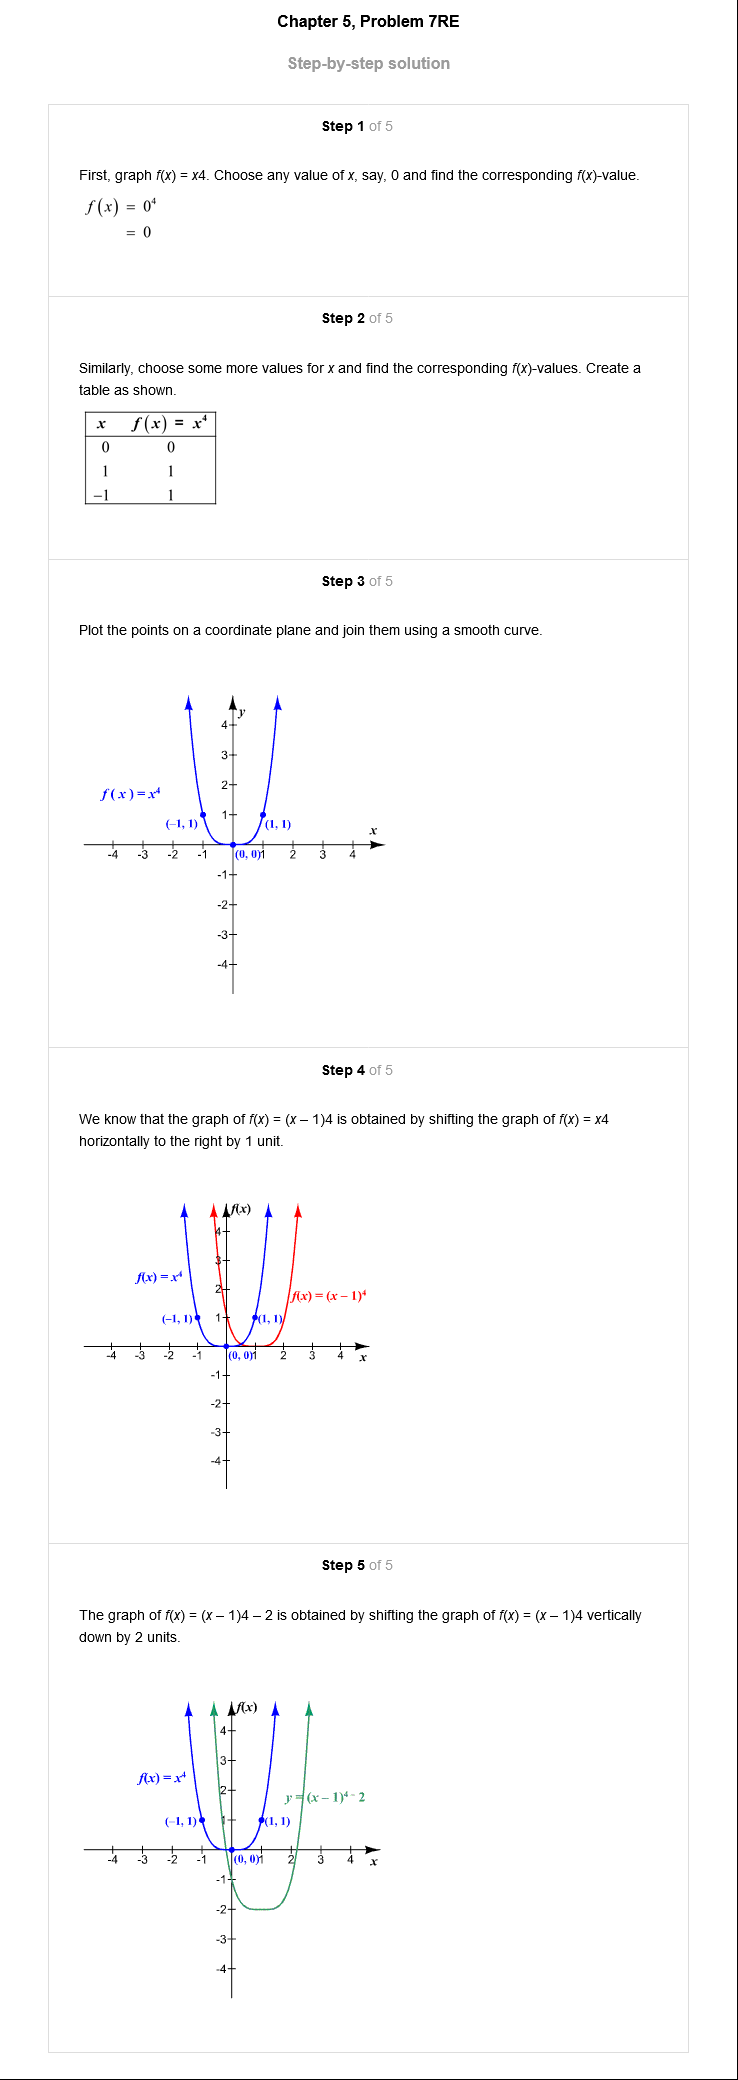 Chapter 5, Problem 7RE
Step-by-step solution
Step 1 of 5
First, graph f(x) = x4. Choose any value of x, say, 0 and find the corresponding f(x)-value.
f(x) = 0⁴
= 0
Step 2 of 5
Similarly, choose some more values for x and find the corresponding f(x)-values. Create a
table as shown.
x f(x) = x⁴
0 0
1 1
–1 1
Step 3 of 5
Plot the points on a coordinate plane and join them using a smooth curve.
y
4
3
f(x)=x⁴
2
1
(–1, 1) (1, 1)
x
-4 -3 -2 -1 (0, 0) 1 2 3 4
-1
-2
-3
-4
Step 4 of 5
We know that the graph of f(x) = (x – 1)4 is obtained by shifting the graph of f(x) = x4
horizontally to the right by 1 unit.
f(x)
4
3
f(x) = x⁴
2
f(x) = (x – 1)⁴
1
(–1, 1) (1, 1)
-4 -3 -2 -1 (0, 0) 1 2 3 4 x
-1
-2
-3
-4
Step 5 of 5
The graph of f(x) = (x – 1)4 – 2 is obtained by shifting the graph of f(x) = (x – 1)4 vertically
down by 2 units.
f(x)
4
3
f(x) = x⁴
2
y = (x – 1)⁴ - 2
1
(–1, 1) (1, 1)
-4 -3 -2 -1 (0, 0) 1 2 3 4 x
-1
-2
-3
-4